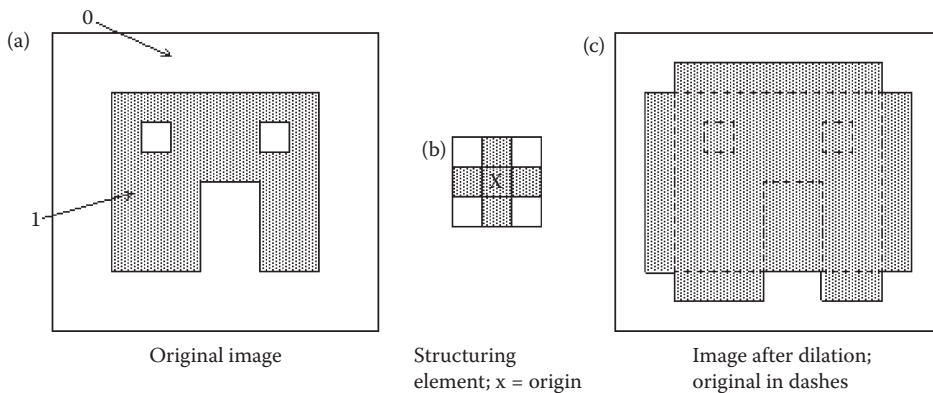 0
(a)
(c)
(b)
X
1
Original image
Structuring
element; x = origin
Image after dilation;
original in dashes